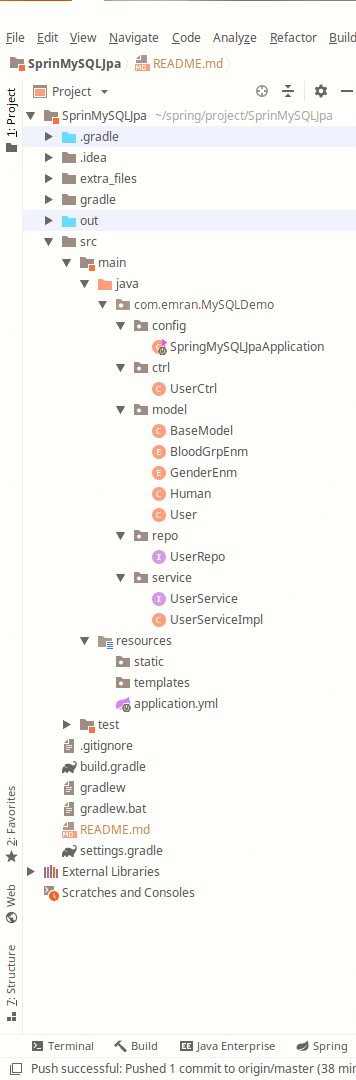 File Edit View Navigate Code Analyze Refactor Build
SprinMySQLJpa README.md
1: Project
Project
SprinMySQLJpa ~/spring/project/SprinMySQLJpa
.gradle
.idea
extra_files
gradle
out
src
main
java
com.emran.MySQLDemo
config
SpringMySQLJpaApplication
ctrl
UserCtrl
model
BaseModel
BloodGrpEnm
GenderEnm
Human
User
repo
UserRepo
service
UserService
UserServiceImpl
resources
static
templates
application.yml
test
.gitignore
build.gradle
gradlew
gradlew.bat
README.md
settings.gradle
External Libraries
Scratches and Consoles
2: Favorites
Web
7: Structure
Terminal Build Java Enterprise Spring
Push successful: Pushed 1 commit to origin/master (38 min